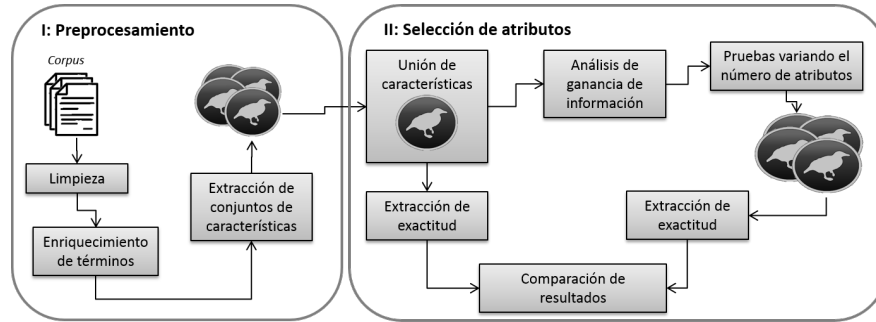 I: Preprocesamiento
Corpus
Limpieza
Enriquecimiento
de términos
Extracción de
conjuntos de
características
II: Selección de atributos
Unión de
características
Análisis de
ganancia de
información
Pruebas variando el
número de atributos
Extracción de
exactitud
Extracción de
exactitud
Comparación de
resultados